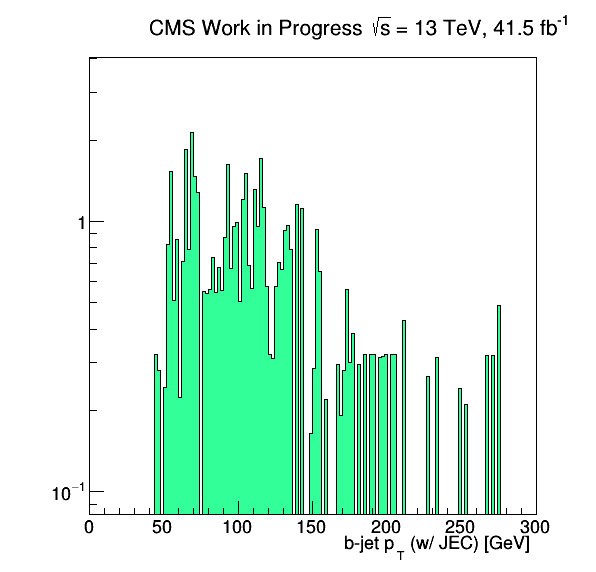 CMS Work in Progress √s = 13 TeV, 41.5 fb⁻¹
1
10⁻¹
0 50 100 150 200 250 300
b-jet p_T (w/ JEC) [GeV]